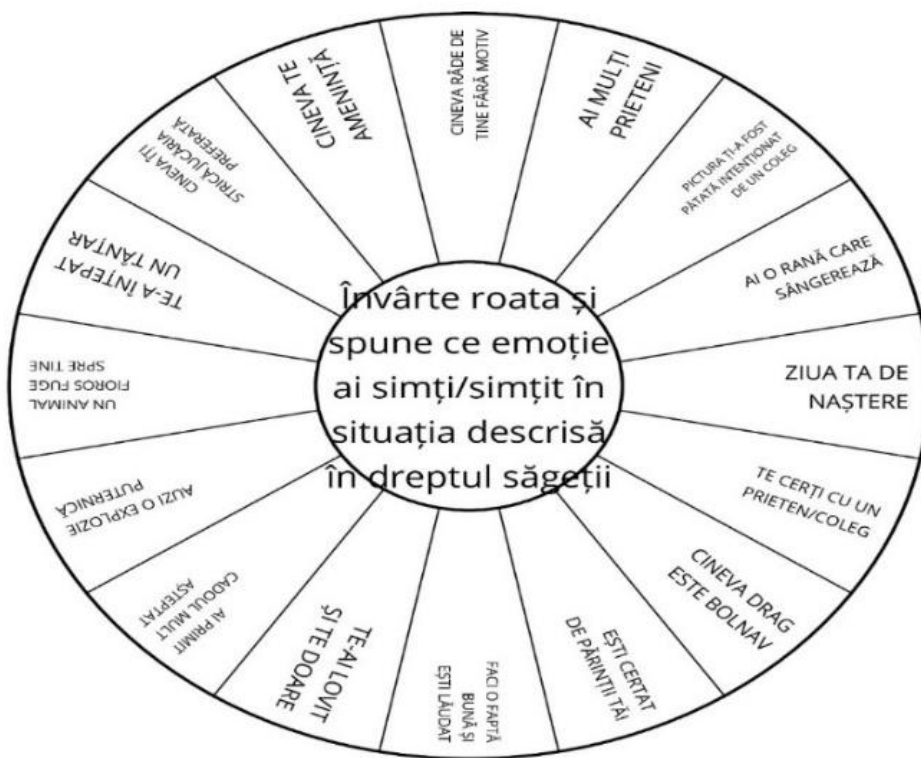 CINEVA RÂDE DE
TINE FĂRĂ MOTIV
AI MULȚI
PRIETENI
PICTURA ȚI-A FOST
PĂTATĂ INTENȚIONAT
DE UN COLEG
AI O RANĂ CARE
SÂNGEREAZĂ
ZIUA TA DE
NAȘTERE
TE CERȚI CU UN
PRIETEN/COLEG
CINEVA DRAG
ESTE BOLNAV
EȘTI CERTAT
DE PĂRINȚII TĂI
FACI O FAPTĂ
BUNĂ ȘI
EȘTI LĂUDAT
TE-AI LOVIT
ȘI TE DOARE
AI PRIMIT
CADOUL MULT
AȘTEPTAT
AUZI O EXPLOZIE
PUTERNICĂ
UN ANIMAL
FIOROS FUGE
SPRE TINE
TE-A ÎNȚEPAT
UN TÂNȚAR
CINEVA ÎȚI
STRICĂ JUCĂRIA
PREFERATĂ
CINEVA TE
AMENINȚĂ
Învârte roata și
spune ce emoție
ai simți/simțit în
situația descrisă
în dreptul săgeții